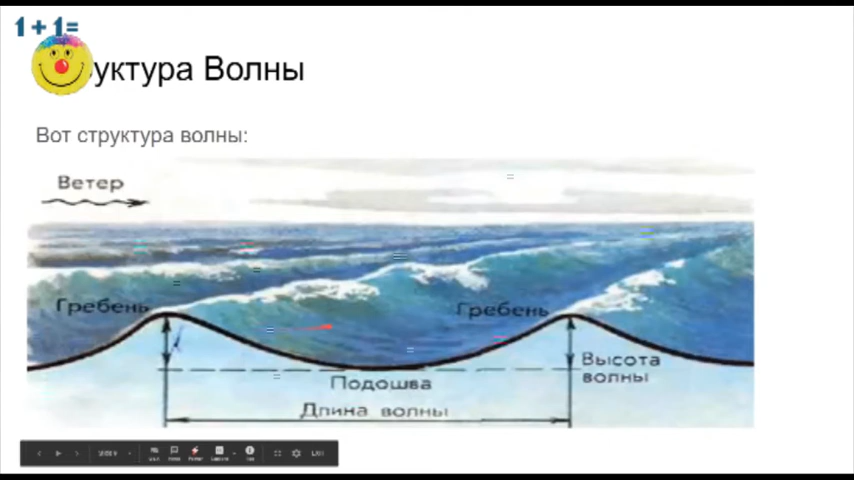 1+1=
уктура Волны
Вот структура волны:
Ветер
Гребень
Гребень
Высота
волны
Подошва
Длина волны